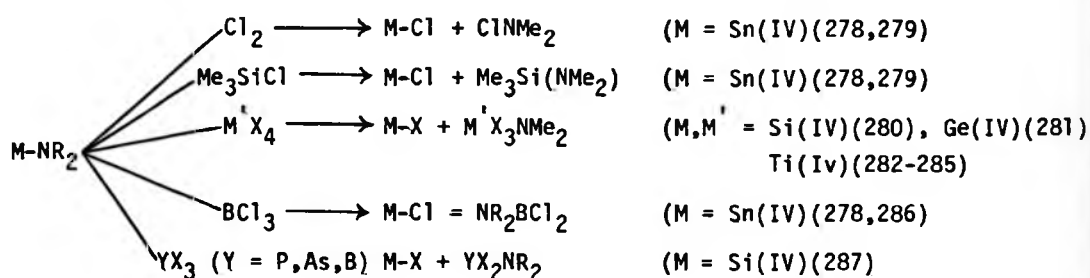 Cl2 ⟶ M-Cl + ClNMe2 (M = Sn(IV)(278,279)
Me3SiCl ⟶ M-Cl + Me3Si(NMe2) (M = Sn(IV)(278,279)
M-NR2 M'X4 ⟶ M-X + M'X3NMe2 (M,M' = Si(IV)(280), Ge(IV)(281)
Ti(Iv)(282-285)
BCl3 ⟶ M-Cl = NR2BCl2 (M = Sn(IV)(278,286)
YX3 (Y = P,As,B) M-X + YX2NR2 (M = Si(IV)(287)